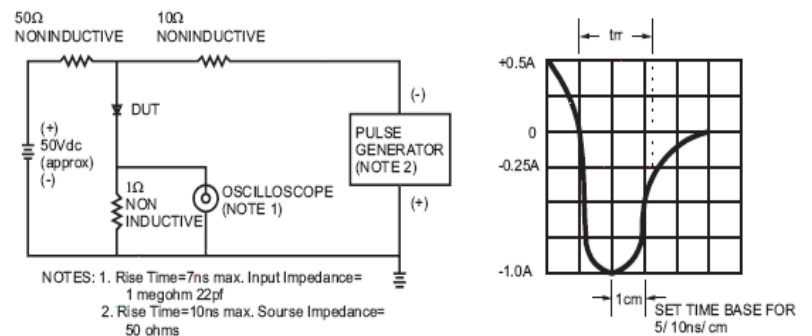 50Ω
NONINDUCTIVE
10Ω
NONINDUCTIVE
DUT
(+)
50Vdc
(approx)
(-)
1Ω
NON
INDUCTIVE
OSCILLOSCOPE
(NOTE 1)
(-)
PULSE
GENERATOR
(NOTE 2)
(+)
NOTES: 1. Rise Time=7ns max. Input Impedance=
1 megohm 22pf
2. Rise Time=10ns max. Sourse Impedance=
50 ohms
trr
+0.5A
0
-0.25A
-1.0A
1cm
SET TIME BASE FOR
5/ 10ns/ cm